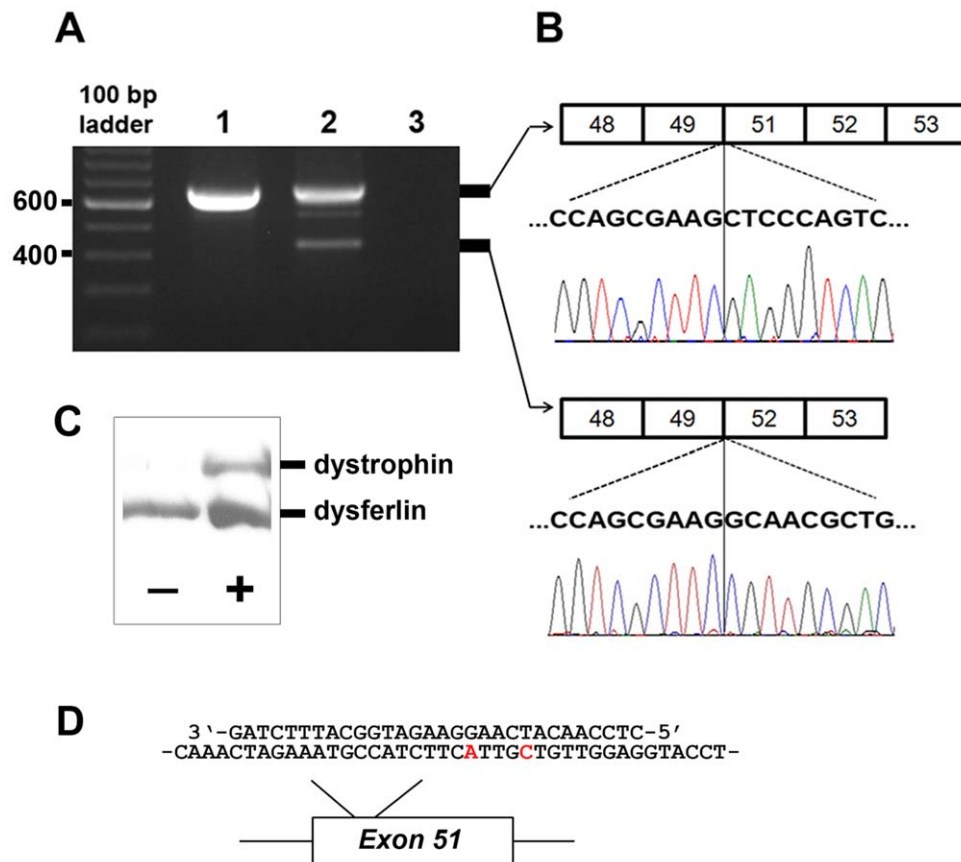 A
B
100 bp
ladder
1 2 3
600
400
48 49 51 52 53
...CCAGCGAAGCTCCCAGTC...
48 49 52 53
...CCAGCGAAGGCAACGCTG...
C
dystrophin
dysferlin
− +
D
3‵-GATCTTTACGGTAGAAGGAACTACAACCTC-5′
-CAAACTAGAAATGCCATCTTCATTGCTGTTGGAGGTACCT-
Exon 51